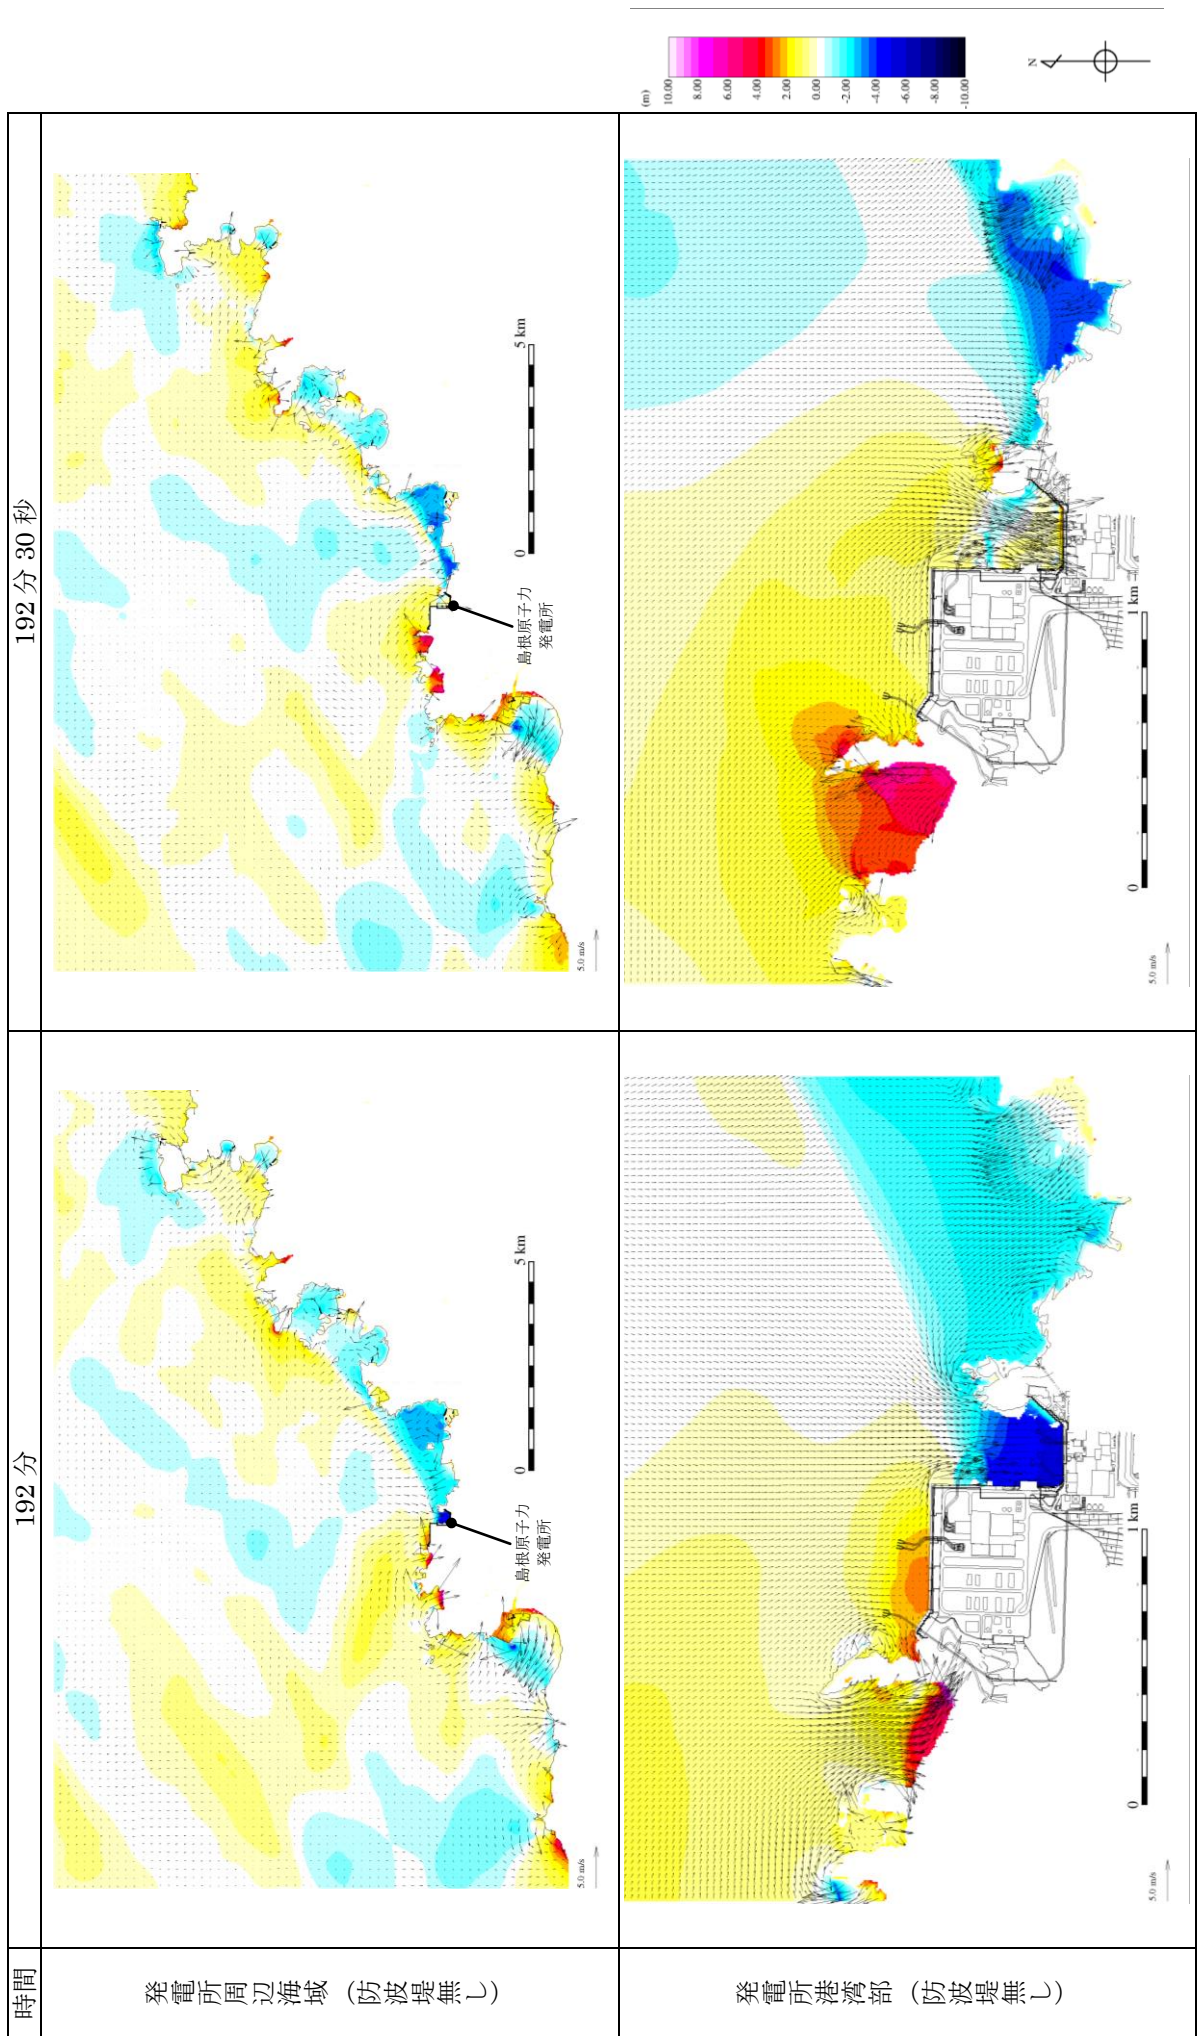 時間
192 分
192 分 30 秒
発電所周辺海域（防波堤無し）
5.0 m/s
0
5 km
島根原子力
発電所
5.0 m/s
0
5 km
島根原子力
発電所
発電所港湾部（防波堤無し）
5.0 m/s
0
1 km
5.0 m/s
0
1 km
(m)
10.00
8.00
6.00
4.00
2.00
0.00
-2.00
-4.00
-6.00
-8.00
-10.00
N